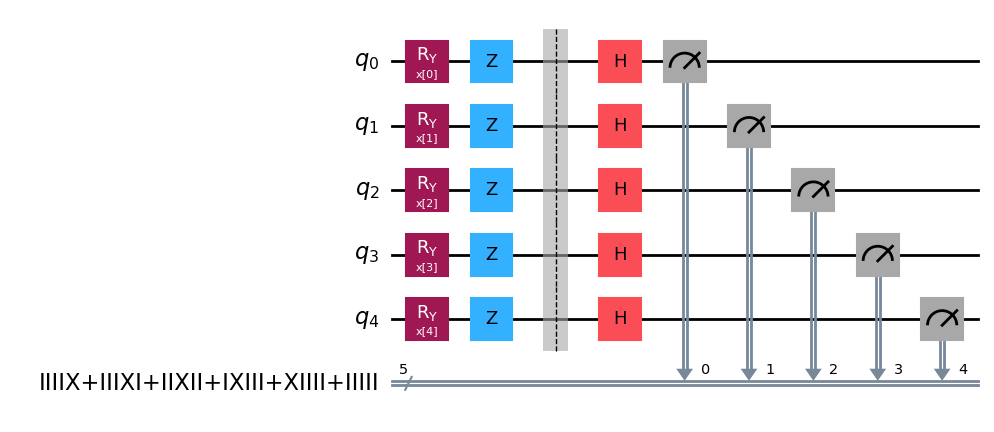 q0 RY x[0] Z H
q1 RY x[1] Z H
q2 RY x[2] Z H
q3 RY x[3] Z H
q4 RY x[4] Z H
IIIIX+IIIXI+IIXII+IXIII+XIIII+IIIII 5 0 1 2 3 4